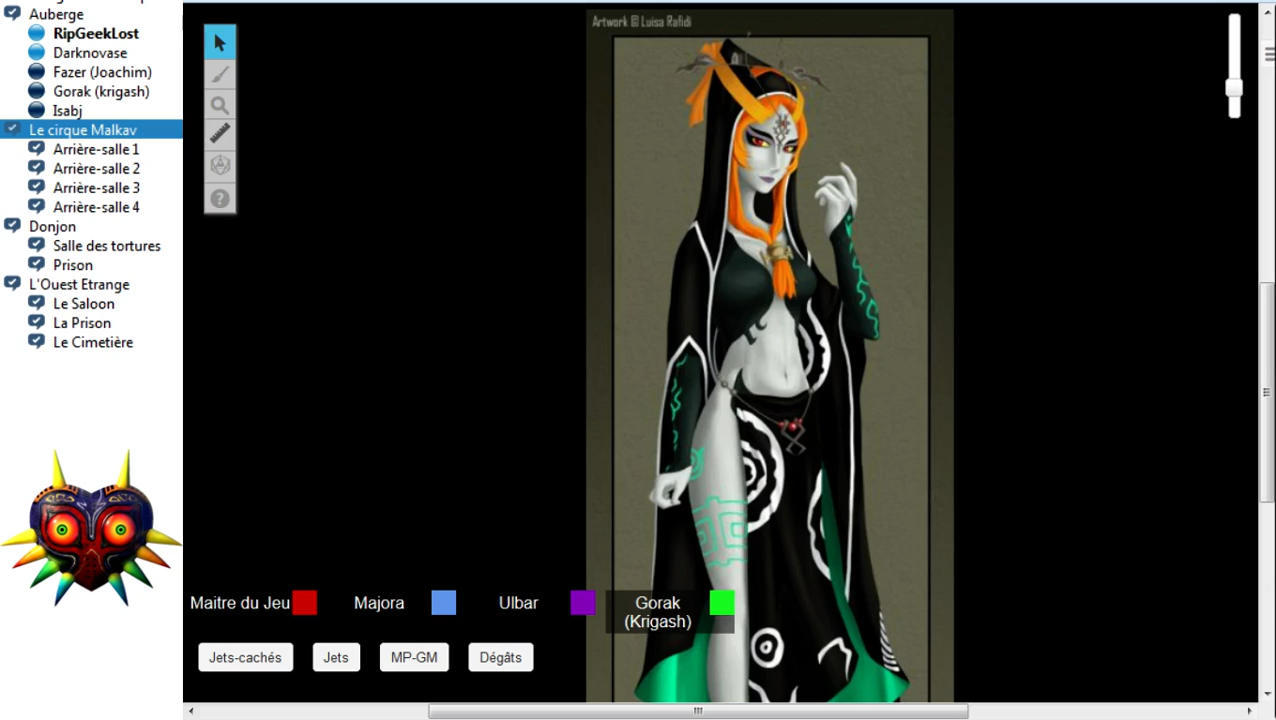 Auberge
RipGeekLost
Darknovase
Fazer (Joachim)
Gorak (krigash)
Isabj
Le cirque Malkav
Arrière-salle 1
Arrière-salle 2
Arrière-salle 3
Arrière-salle 4
Donjon
Salle des tortures
Prison
L'Ouest Etrange
Le Saloon
La Prison
Le Cimetière
Artwork © Luisa Rafidi
Maitre du Jeu
Majora
Ulbar
Gorak
(Krigash)
Jets-cachés
Jets
MP-GM
Dégâts